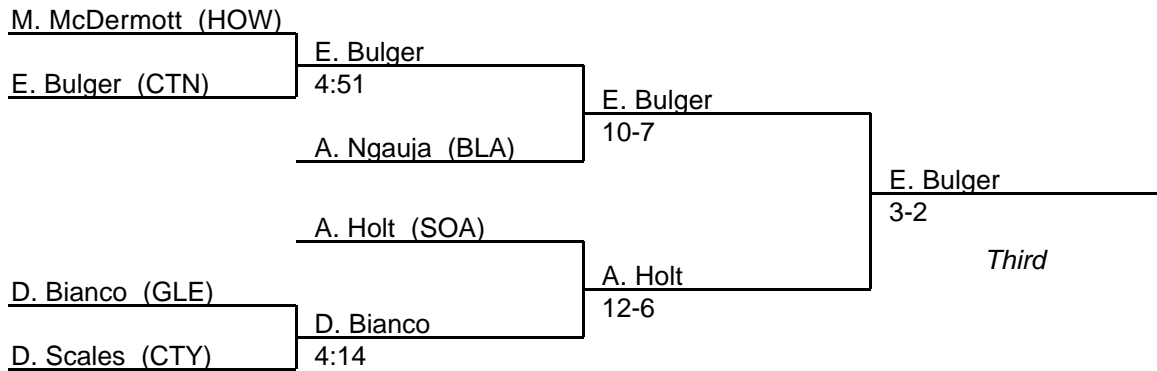 M. McDermott (HOW)
E. Bulger
E. Bulger (CTN)
4:51
E. Bulger
10-7
A. Ngauja (BLA)
E. Bulger
3-2
A. Holt (SOA)
Third
A. Holt
D. Bianco (GLE)
12-6
D. Bianco
D. Scales (CTY)
4:14